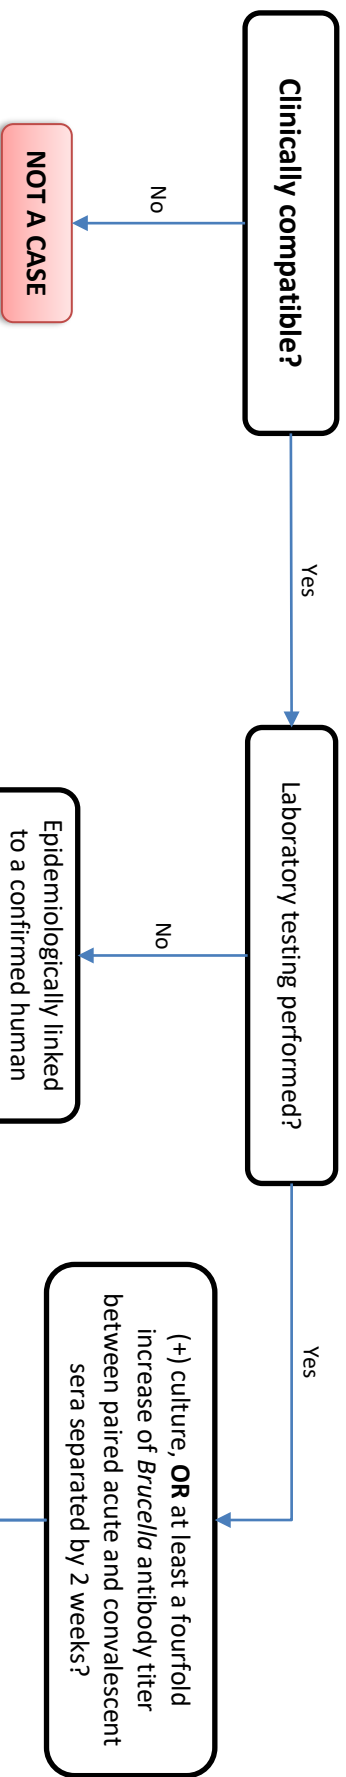 Clinically compatible?
No
NOT A CASE
Yes
Laboratory testing performed?
No
Epidemiologically linked
to a confirmed human
Yes
(+) culture, OR at least a fourfold
increase of Brucella antibody titer
between paired acute and convalescent
sera separated by 2 weeks?